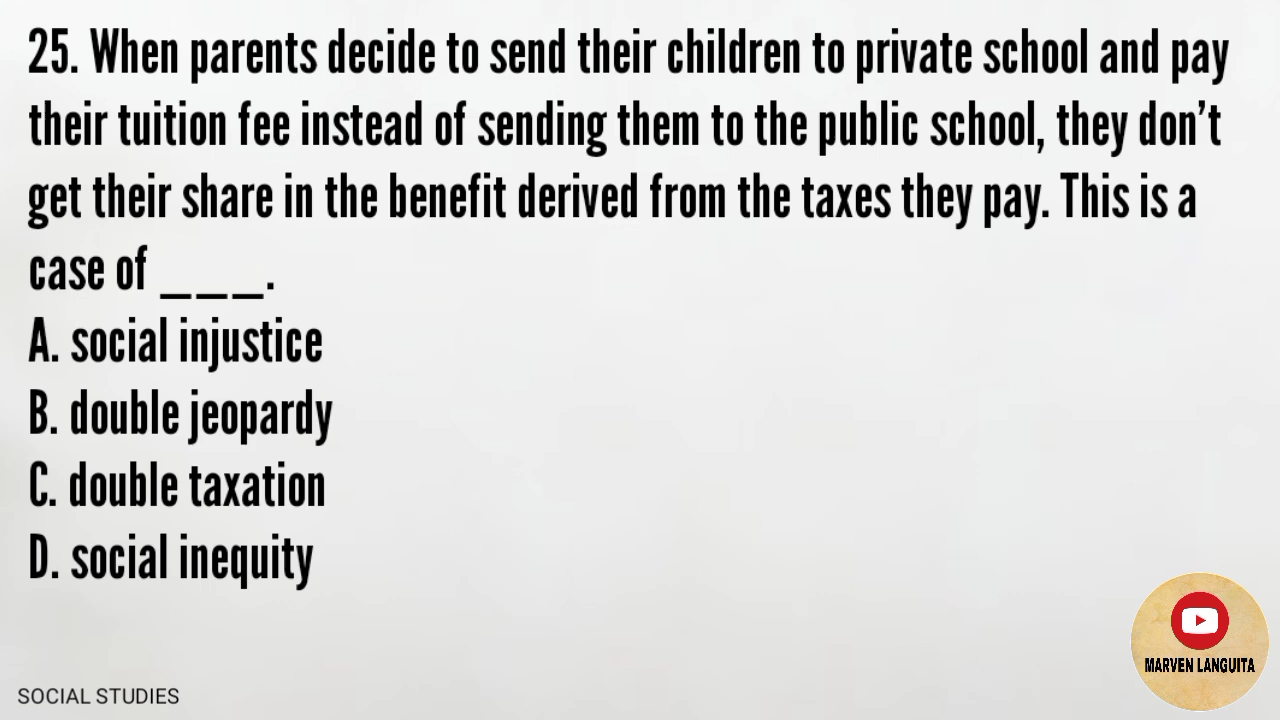 25. When parents decide to send their children to private school and pay
their tuition fee instead of sending them to the public school, they don’t
get their share in the benefit derived from the taxes they pay. This is a
case of ___.
A. social injustice
B. double jeopardy
C. double taxation
D. social inequity
MARVEN LANGUITA
SOCIAL STUDIES